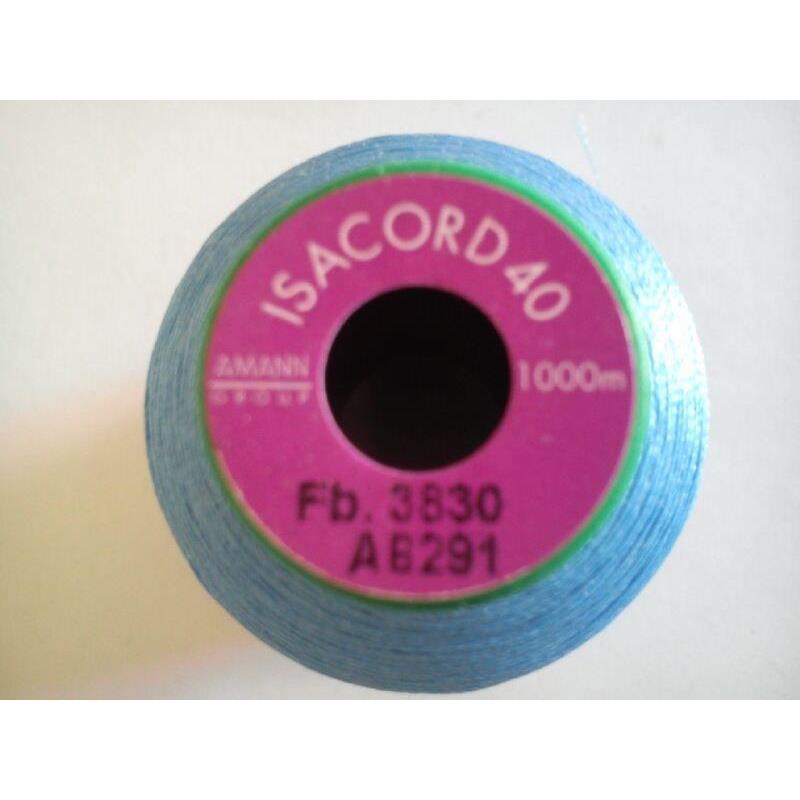 ISACORD 40
AMANN
GROUP
1000m
Fb. 3830
AB291